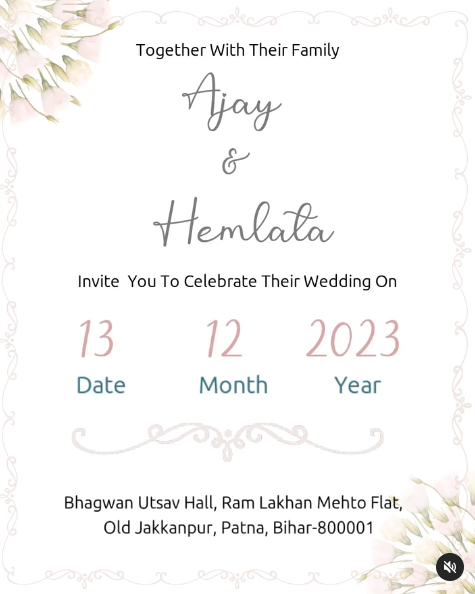 Together With Their Family
Ajay
&
Hemlata
Invite You To Celebrate Their Wedding On
13 12 2023
Date Month Year
Bhagwan Utsav Hall, Ram Lakhan Mehto Flat,
Old Jakkanpur, Patna, Bihar-800001